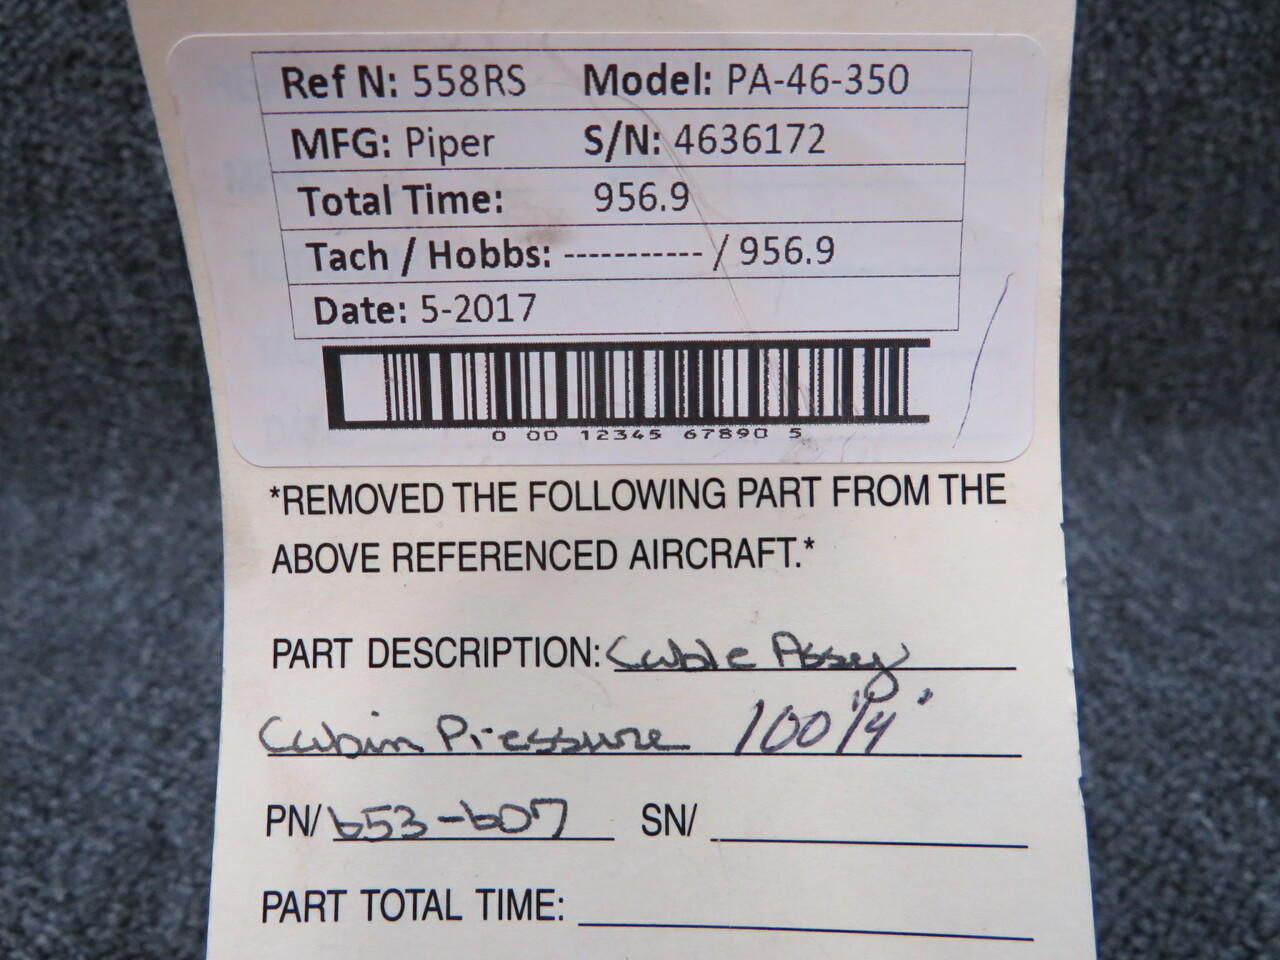 Ref N: 558RS Model: PA-46-350
MFG: Piper S/N: 4636172
Total Time: 956.9
Tach / Hobbs: ----------- / 956.9
Date: 5-2017
0 00 12345 67890 5
*REMOVED THE FOLLOWING PART FROM THE
ABOVE REFERENCED AIRCRAFT.*
PART DESCRIPTION: Cable Assy
Cabin Pressure 100 1/4"
PN/ 653-607 SN/
PART TOTAL TIME: